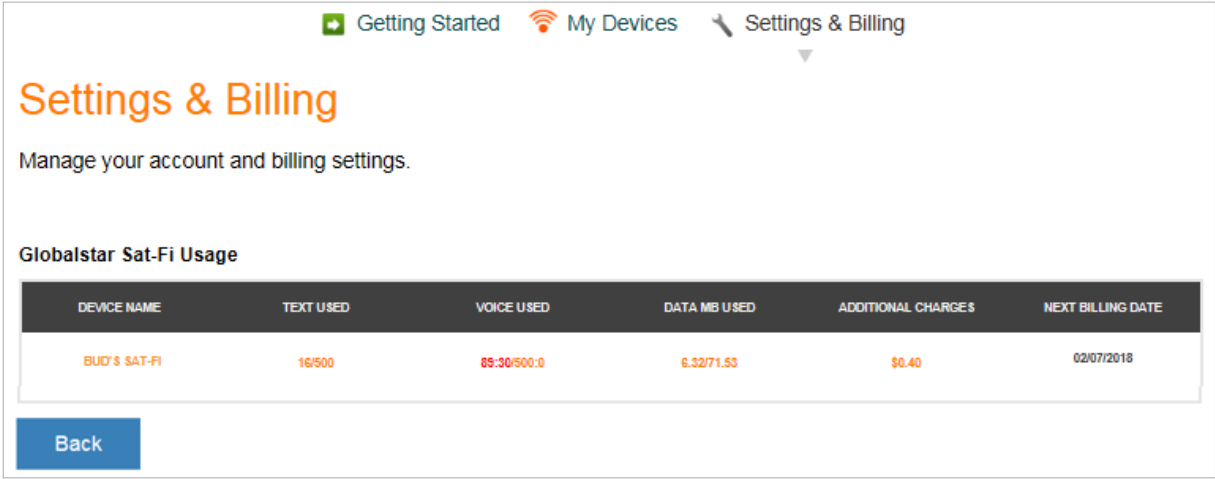 Getting Started My Devices Settings & Billing
Settings & Billing
Manage your account and billing settings.
Globalstar Sat-Fi Usage
DEVICE NAME TEXT USED VOICE USED DATA MB USED ADDITIONAL CHARGES NEXT BILLING DATE
BUD'S SAT-FI 16/500 89:30/500:0 6.32/71.53 $0.40 02/07/2018
Back